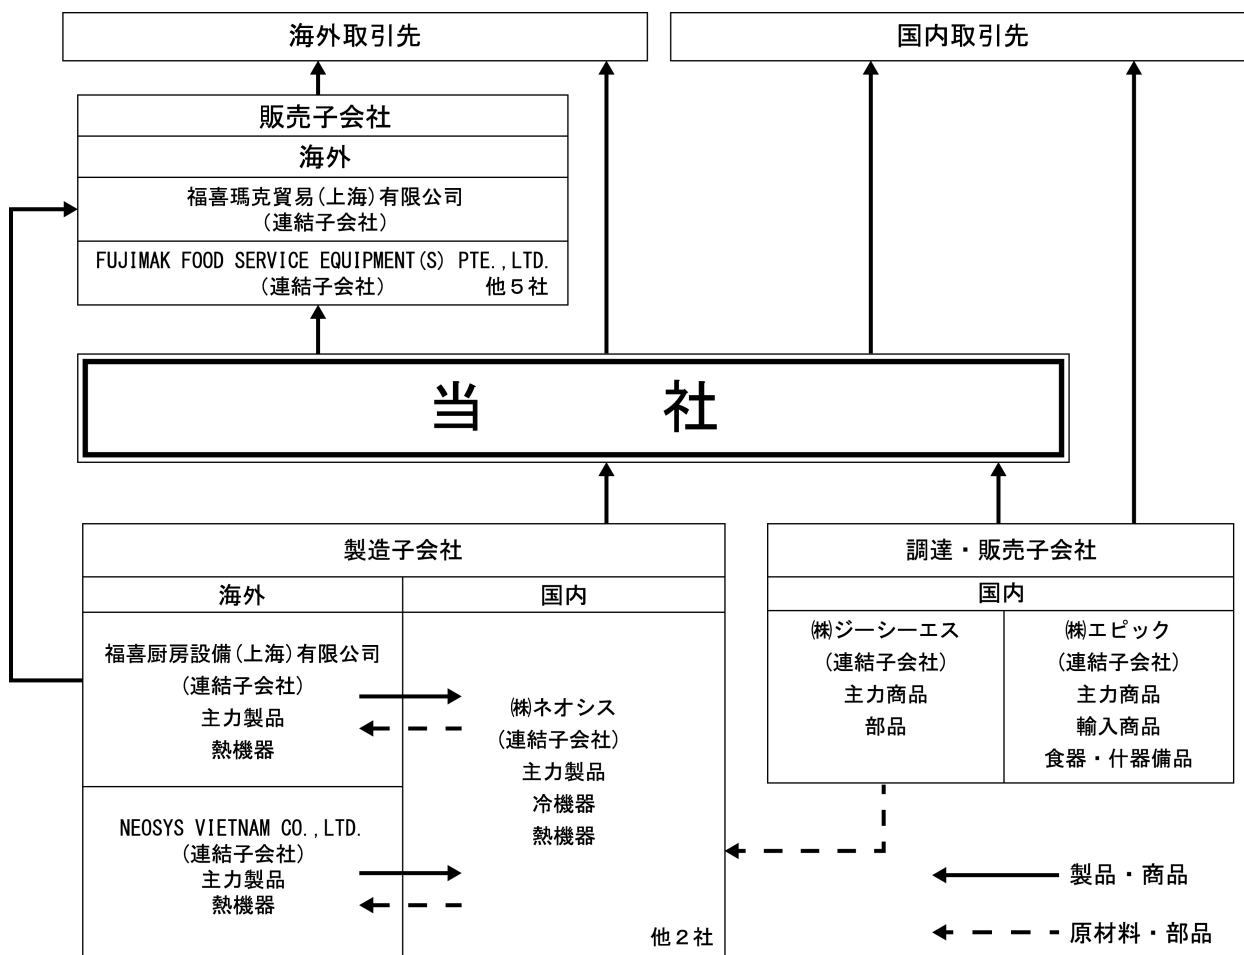 海外取引先
国内取引先
販売子会社
海外
福喜瑪克貿易(上海)有限公司
(連結子会社)
FUJIMAK FOOD SERVICE EQUIPMENT(S) PTE.,LTD.
(連結子会社) 他5社
当 社
製造子会社
海外
国内
福喜厨房設備(上海)有限公司
(連結子会社)
主力製品
熱機器
NEOSYS VIETNAM CO.,LTD.
(連結子会社)
主力製品
熱機器
㈱ネオシス
(連結子会社)
主力製品
冷機器
熱機器
他2社
調達・販売子会社
国内
㈱ジーシーエス
(連結子会社)
主力商品
部品
㈱エピック
(連結子会社)
主力商品
輸入商品
食器・什器備品
製品・商品
原材料・部品